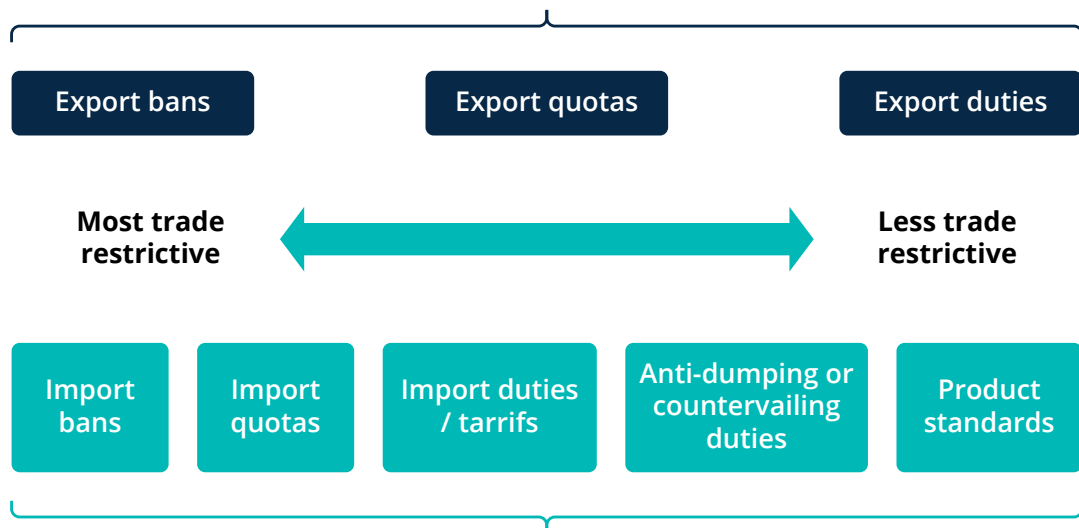 Export bans
Export quotas
Export duties
Most trade
restrictive
Less trade
restrictive
Import
bans
Import
quotas
Import duties
/ tarrifs
Anti-dumping or
countervailing
duties
Product
standards